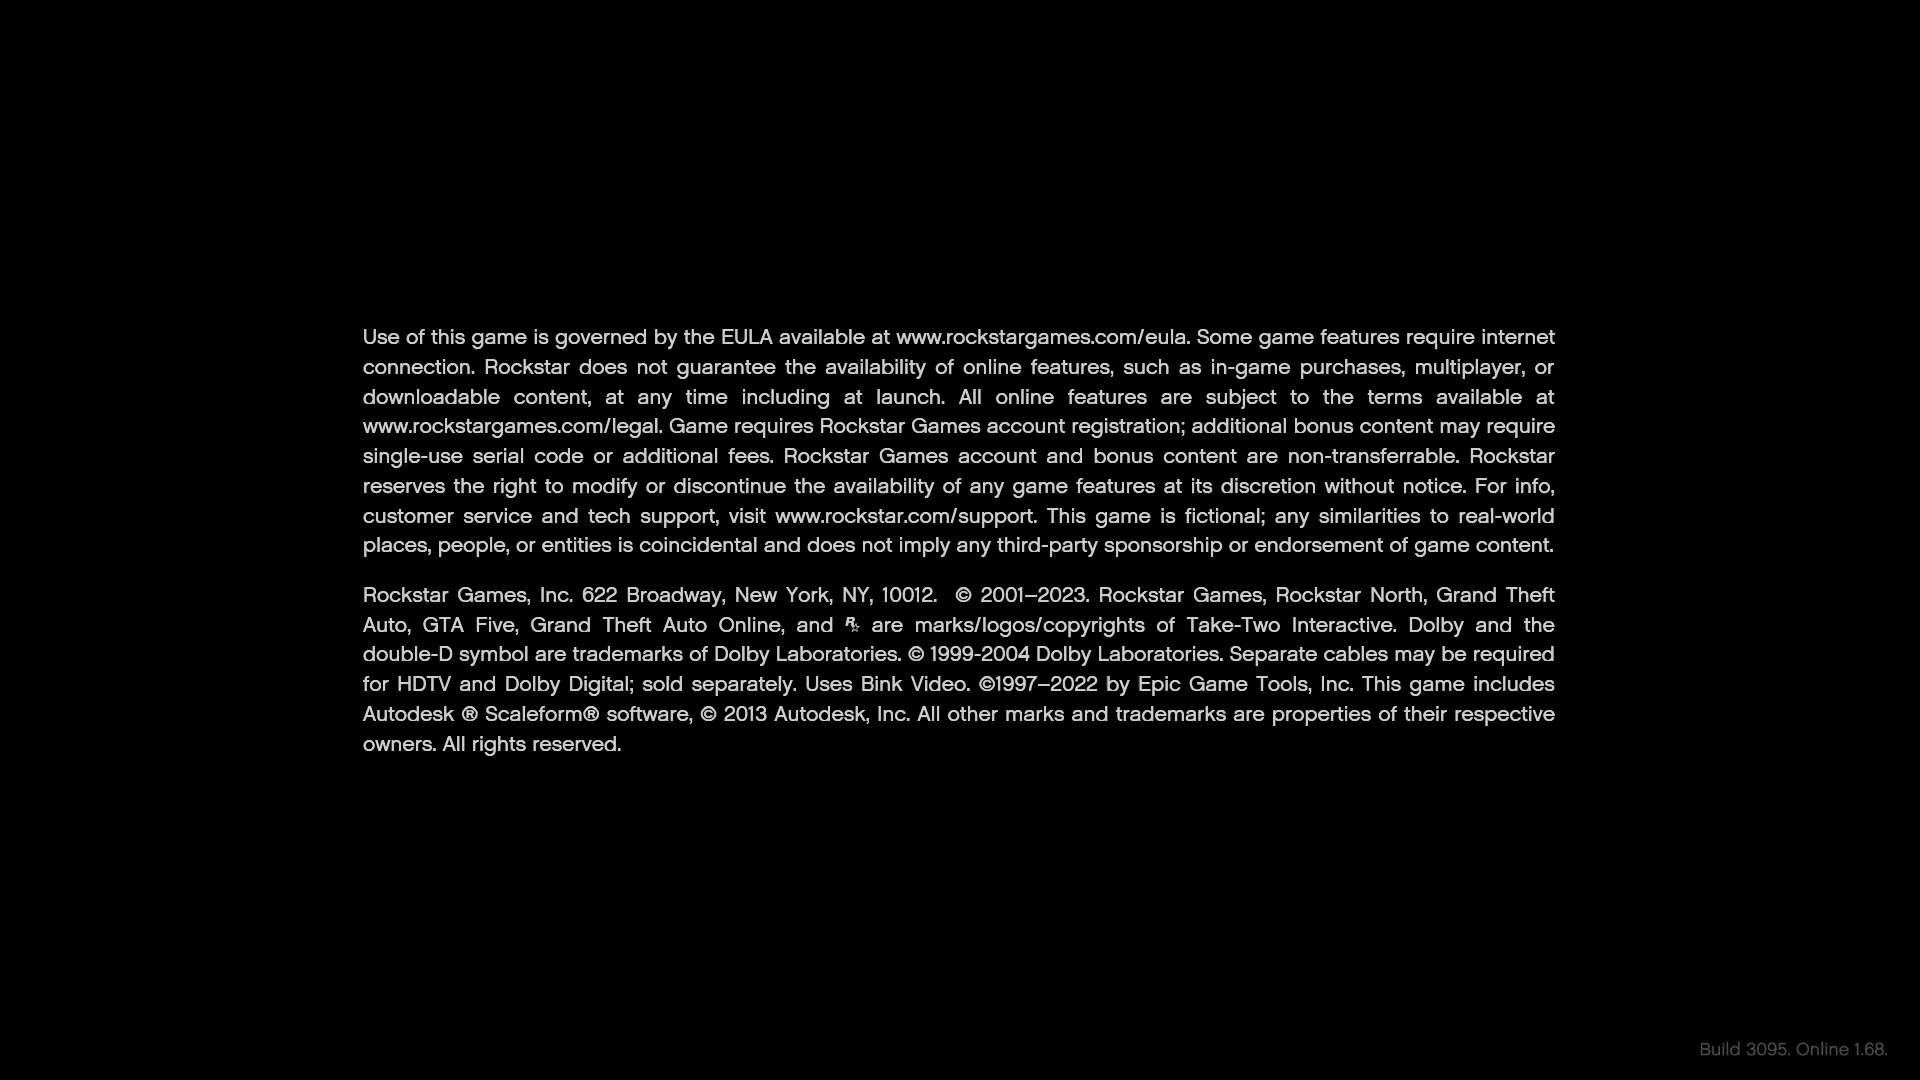 Use of this game is governed by the EULA available at www.rockstargames.com/eula. Some game features require internet
connection. Rockstar does not guarantee the availability of online features, such as in-game purchases, multiplayer, or
downloadable content, at any time including at launch. All online features are subject to the terms available at
www.rockstargames.com/legal. Game requires Rockstar Games account registration; additional bonus content may require
single-use serial code or additional fees. Rockstar Games account and bonus content are non-transferrable. Rockstar
reserves the right to modify or discontinue the availability of any game features at its discretion without notice. For info,
customer service and tech support, visit www.rockstar.com/support. This game is fictional; any similarities to real-world
places, people, or entities is coincidental and does not imply any third-party sponsorship or endorsement of game content.
Rockstar Games, Inc. 622 Broadway, New York, NY, 10012. © 2001–2023. Rockstar Games, Rockstar North, Grand Theft
Auto, GTA Five, Grand Theft Auto Online, and R* are marks/logos/copyrights of Take-Two Interactive. Dolby and the
double-D symbol are trademarks of Dolby Laboratories. © 1999-2004 Dolby Laboratories. Separate cables may be required
for HDTV and Dolby Digital; sold separately. Uses Bink Video. ©1997–2022 by Epic Game Tools, Inc. This game includes
Autodesk ® Scaleform® software, © 2013 Autodesk, Inc. All other marks and trademarks are properties of their respective
owners. All rights reserved.
Build 3095. Online 1.68.